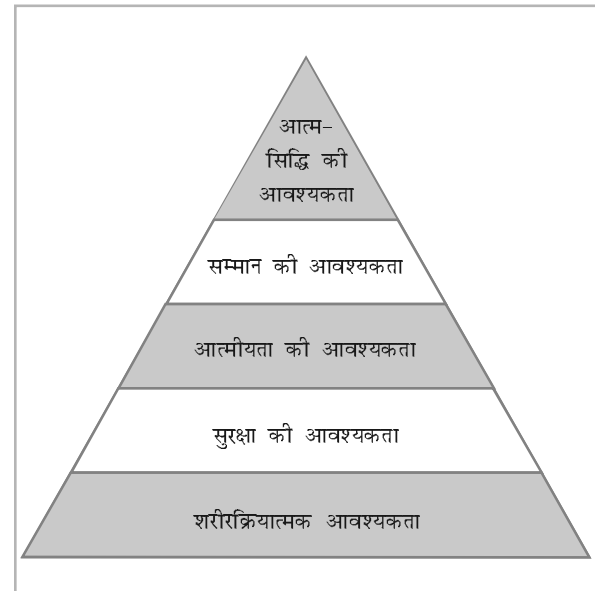 आत्म-
सिद्धि की
आवश्यकता
सम्मान की आवश्यकता
आत्मीयता की आवश्यकता
सुरक्षा की आवश्यकता
शरीरक्रियात्मक आवश्यकता